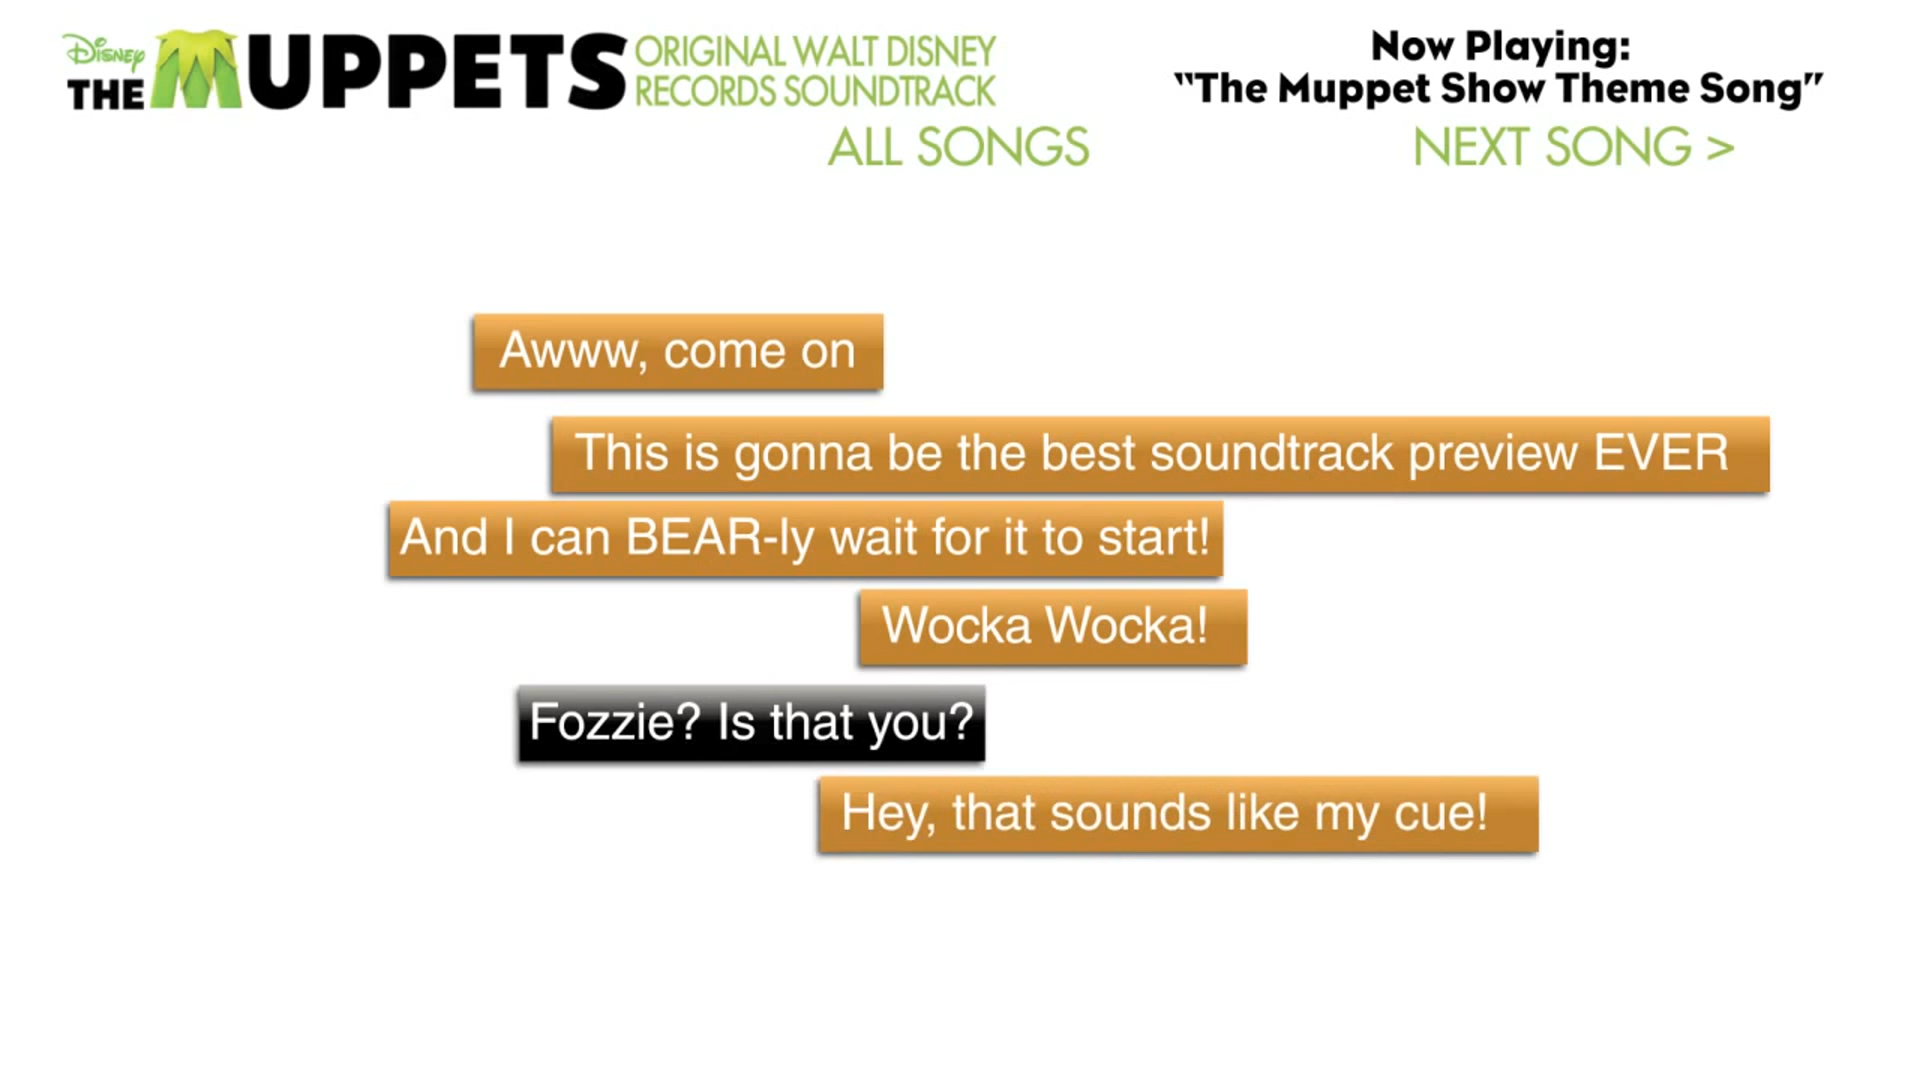 Disney
THE MUPPETS
ORIGINAL WALT DISNEY
RECORDS SOUNDTRACK
Now Playing:
“The Muppet Show Theme Song”
ALL SONGS
NEXT SONG >
Awww, come on
This is gonna be the best soundtrack preview EVER
And I can BEAR-ly wait for it to start!
Wocka Wocka!
Fozzie? Is that you?
Hey, that sounds like my cue!